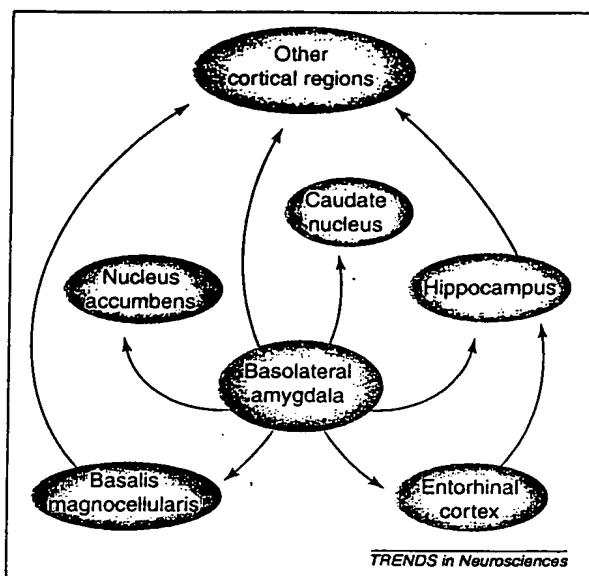 Other
cortical regions
Caudate
nucleus
Nucleus
accumbens
Hippocampus
Basolateral
amygdala
Basalis
magnocellularis
Entorhinal
cortex
TRENDS in Neurosciences